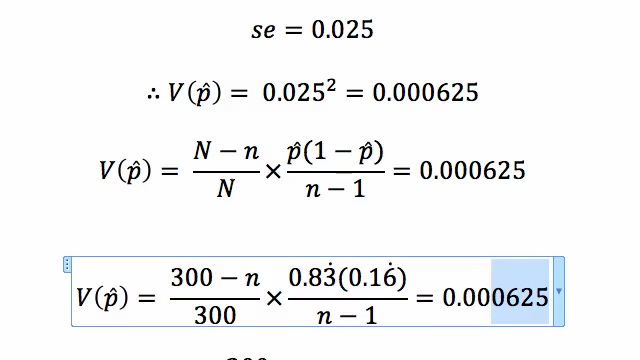 se = 0.025
∴ V(p̂) = 0.025² = 0.000625
V(p̂) = (N − n)/N × p̂(1 − p̂)/(n − 1) = 0.000625
V(p̂) = (300 − n)/300 × 0.83̇(0.16̇)/(n − 1) = 0.000625